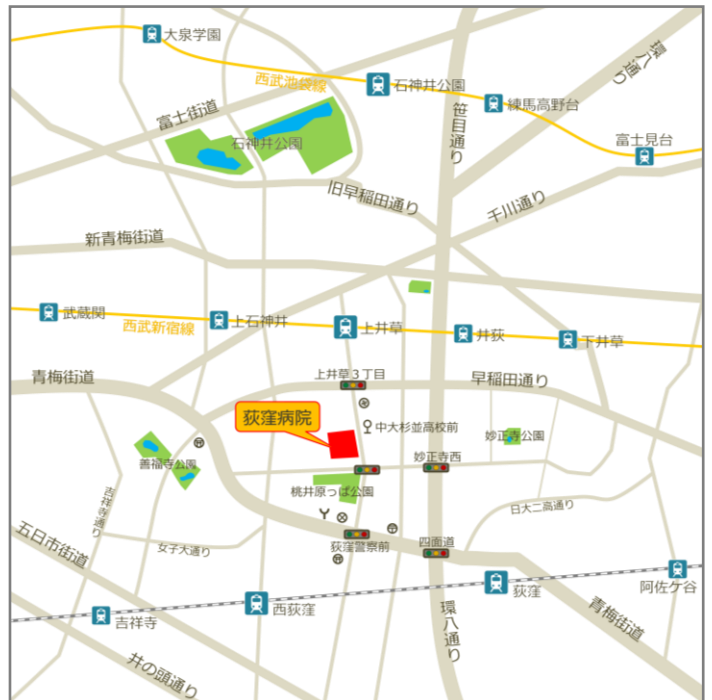 大泉学園
西武池袋線
石神井公園
練馬高野台
環八通り
富士見台
富士街道
石神井公園
笹目通り
旧早稲田通り
千川通り
新青梅街道
武蔵関
西武新宿線
上石神井
上井草
井荻
下井草
青梅街道
上井草3丁目
早稲田通り
荻窪病院
中大杉並高校前
妙正寺公園
妙正寺西
善福寺公園
桃井原っぱ公園
吉祥寺通り
日大二高通り
女子大通り
荻窪警察前
四面道
五日市街道
阿佐ケ谷
荻窪
西荻窪
吉祥寺
環八通り
青梅街道
井の頭通り